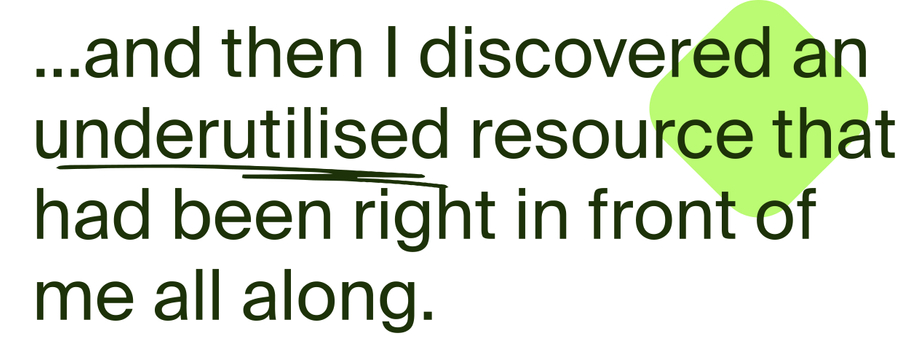 ...and then I discovered an
underutilised resource that
had been right in front of
me all along.